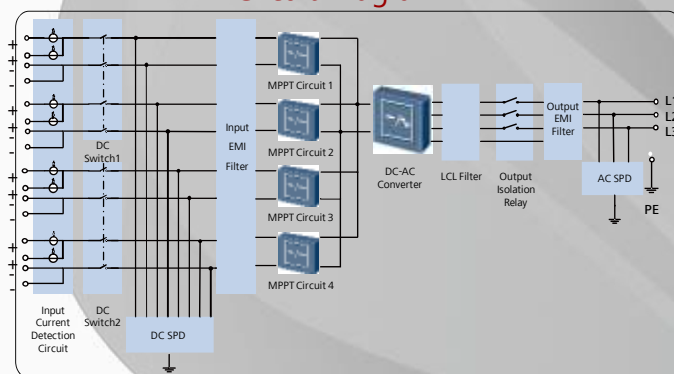 Circuit Diagram
+
+
-
-
+
+
-
-
+
+
-
-
+
+
-
-
DC
Switch1
Input
EMI
Filter
MPPT Circuit 1
MPPT Circuit 2
MPPT Circuit 3
MPPT Circuit 4
DC-AC
Converter
LCL Filter
Output
Isolation
Relay
Output
EMI
Filter
L1
L2
L3
AC SPD
PE
Input
Current
Detection
Circuit
DC
Switch2
DC SPD